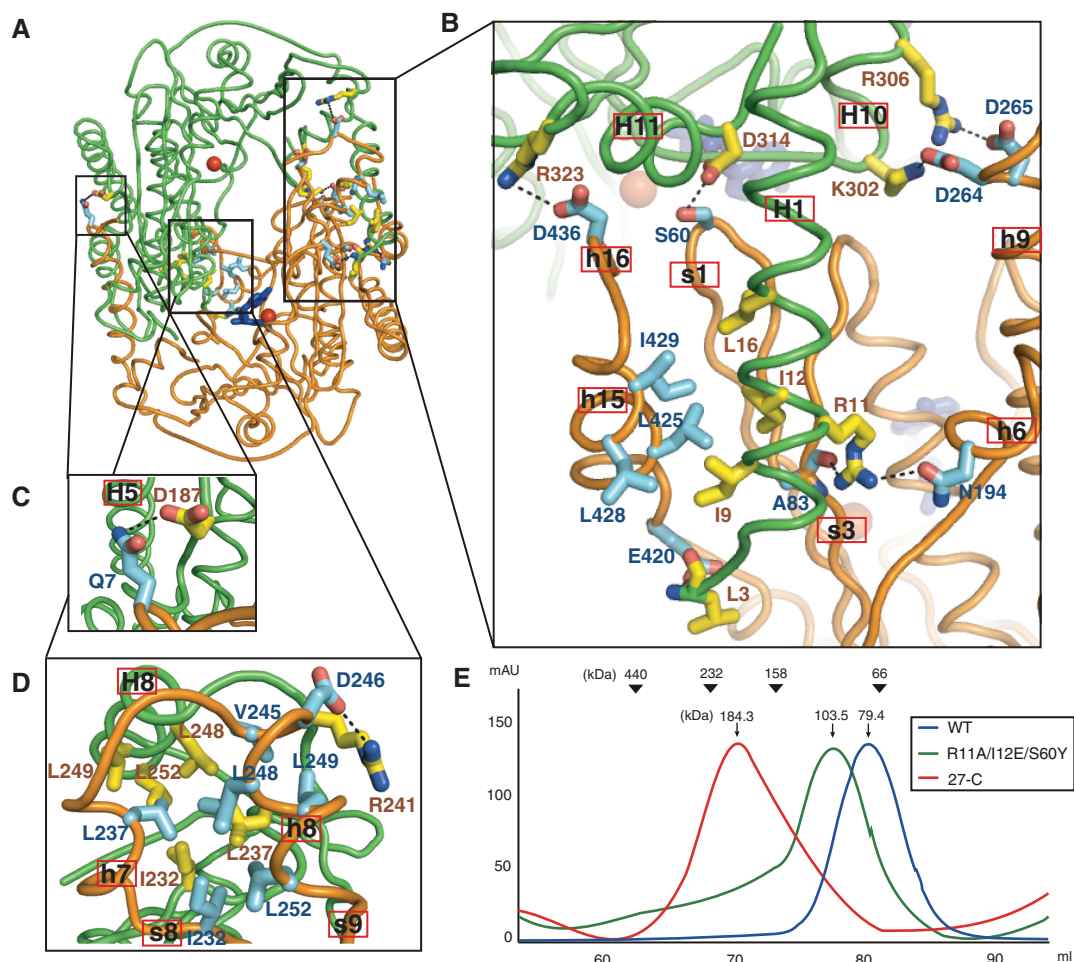 A
B
R306
D265
H10
H11
D314
R323
K302
D264
H1
D436
S60
h16
s1
h9
L16
I429
I12
h15
R11
L425
h6
L428
I9
A83
N194
s3
E420
L3
C
H5
D187
Q7
D
H8
D246
V245
L248
L249
L249
L252
L248
R241
L237
h8
L237
h7
I232
L252
s8
I232
s9
E
mAU
(kDa) 440 232 158 66
(kDa) 184.3 103.5 79.4
150
WT
R11A/I12E/S60Y
27-C
100
50
0
60 70 80 90 ml